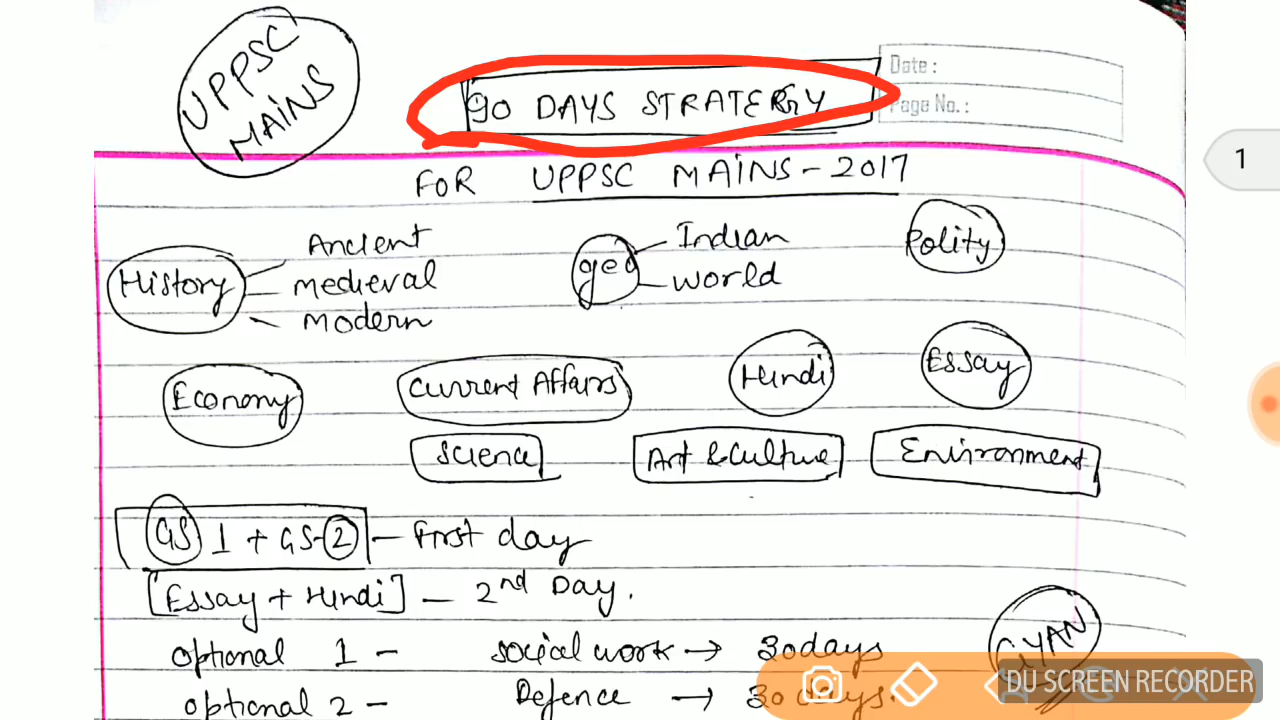 UPPSC
MAINS
90 DAYS STRATERGY
Date :
Page No.:
FOR UPPSC MAINS - 2017
1
History
Ancient
medieval
modern
geo
Indian
world
Polity
Economy
Current Affairs
Hindi
Essay
Science
Art & Culture
Environment
GS 1 + GS-2 - First day
[Essay + Hindi] - 2nd Day.
optional 1 - social work → 30days
optional 2 - Defence → 30 days.
GYAN
DU SCREEN RECORDER